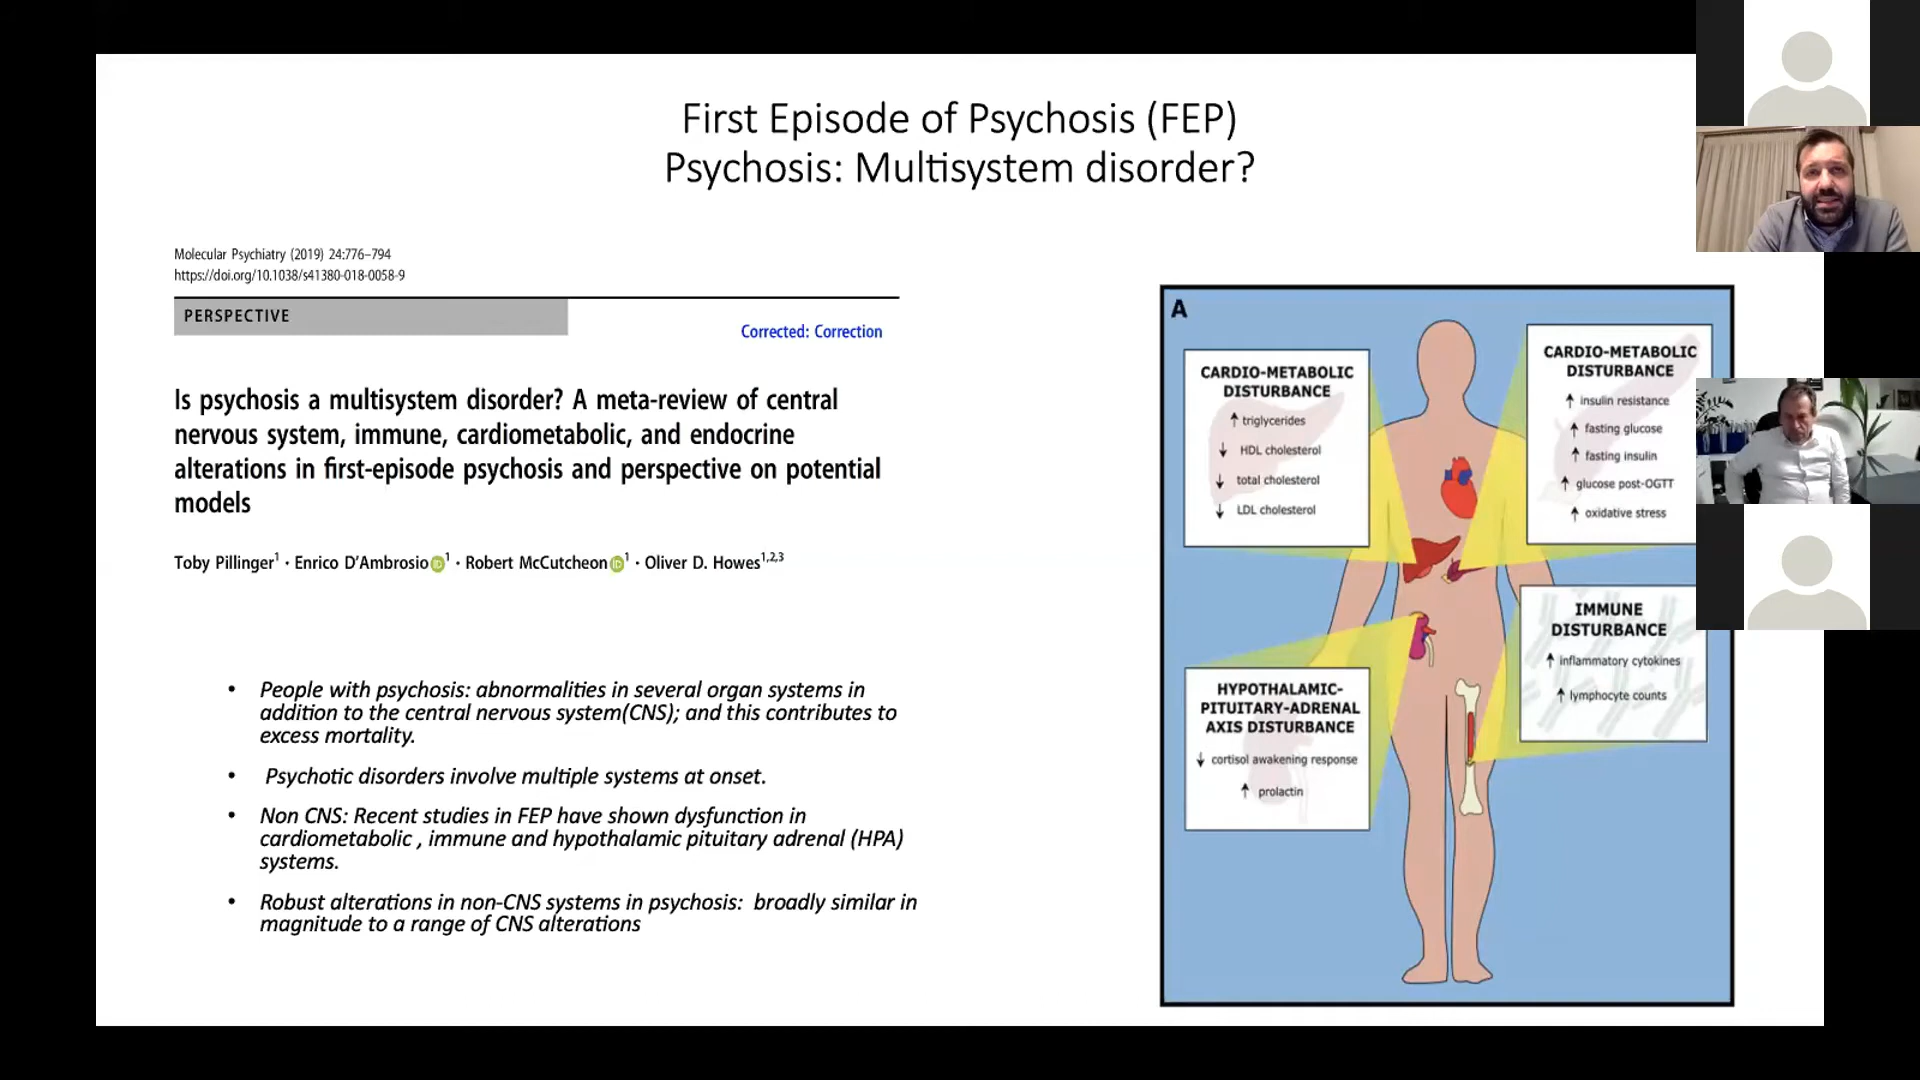 First Episode of Psychosis (FEP)
Psychosis: Multisystem disorder?
Molecular Psychiatry (2019) 24:776–794
https://doi.org/10.1038/s41380-018-0058-9
PERSPECTIVE
Corrected: Correction
Is psychosis a multisystem disorder? A meta-review of central
nervous system, immune, cardiometabolic, and endocrine
alterations in first-episode psychosis and perspective on potential
models
Toby Pillinger1 · Enrico D'Ambrosio iD 1 · Robert McCutcheon iD 1 · Oliver D. Howes1,2,3
• People with psychosis: abnormalities in several organ systems in
addition to the central nervous system(CNS); and this contributes to
excess mortality.
• Psychotic disorders involve multiple systems at onset.
• Non CNS: Recent studies in FEP have shown dysfunction in
cardiometabolic , immune and hypothalamic pituitary adrenal (HPA)
systems.
• Robust alterations in non-CNS systems in psychosis: broadly similar in
magnitude to a range of CNS alterations
A
CARDIO-METABOLIC
DISTURBANCE
↑ triglycerides
↓ HDL cholesterol
↓ total cholesterol
↓ LDL cholesterol
CARDIO-METABOLIC
DISTURBANCE
↑ insulin resistance
↑ fasting glucose
↑ fasting insulin
↑ glucose post-OGTT
↑ oxidative stress
HYPOTHALAMIC-
PITUITARY-ADRENAL
AXIS DISTURBANCE
↓ cortisol awakening response
↑ prolactin
IMMUNE
DISTURBANCE
↑ inflammatory cytokines
↑ lymphocyte counts